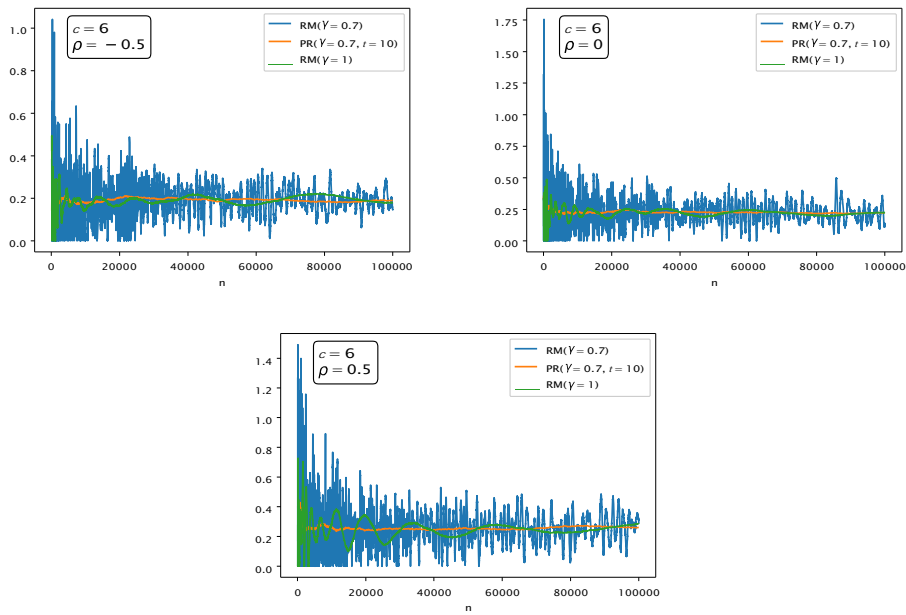 c = 6
ρ = − 0.5
RM(γ = 0.7)
PR(γ = 0.7, t = 10)
RM(γ = 1)
1.0
0.8
0.6
0.4
0.2
0.0
0 20000 40000 60000 80000 100000
n
c = 6
ρ = 0
RM(γ = 0.7)
PR(γ = 0.7, t = 10)
RM(γ = 1)
1.75
1.50
1.25
1.00
0.75
0.50
0.25
0.00
0 20000 40000 60000 80000 100000
n
c = 6
ρ = 0.5
RM(γ = 0.7)
PR(γ = 0.7, t = 10)
RM(γ = 1)
1.4
1.2
1.0
0.8
0.6
0.4
0.2
0.0
0 20000 40000 60000 80000 100000
n